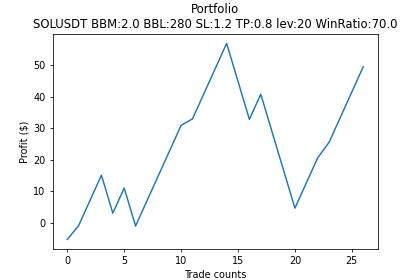 Portfolio
SOLUSDT BBM:2.0 BBL:280 SL:1.2 TP:0.8 lev:20 WinRatio:70.0
Profit ($)
50
40
30
20
10
0
0 5 10 15 20 25
Trade counts